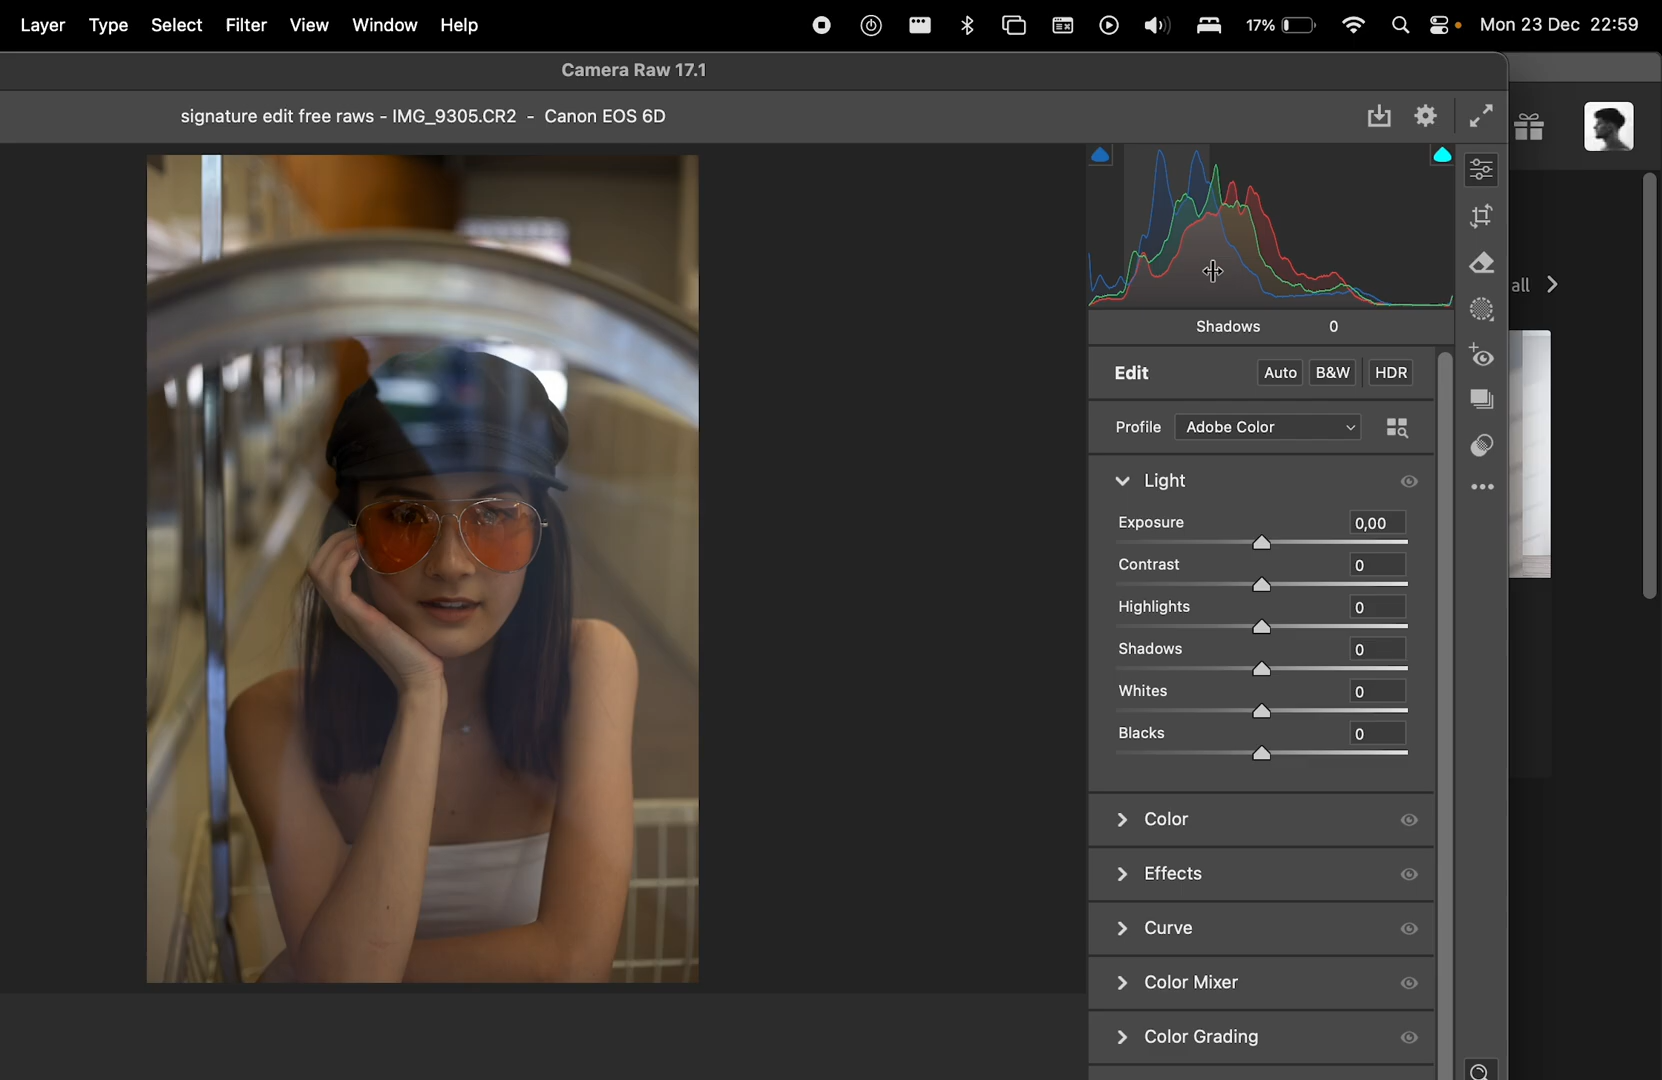 Layer Type Select Filter View Window Help 17% Mon 23 Dec 22:59
Camera Raw 17.1
signature edit free raws - IMG_9305.CR2 - Canon EOS 6D
all
Shadows 0
Edit Auto B&W HDR
Profile Adobe Color
Light
Exposure 0,00
Contrast 0
Highlights 0
Shadows 0
Whites 0
Blacks 0
Color
Effects
Curve
Color Mixer
Color Grading